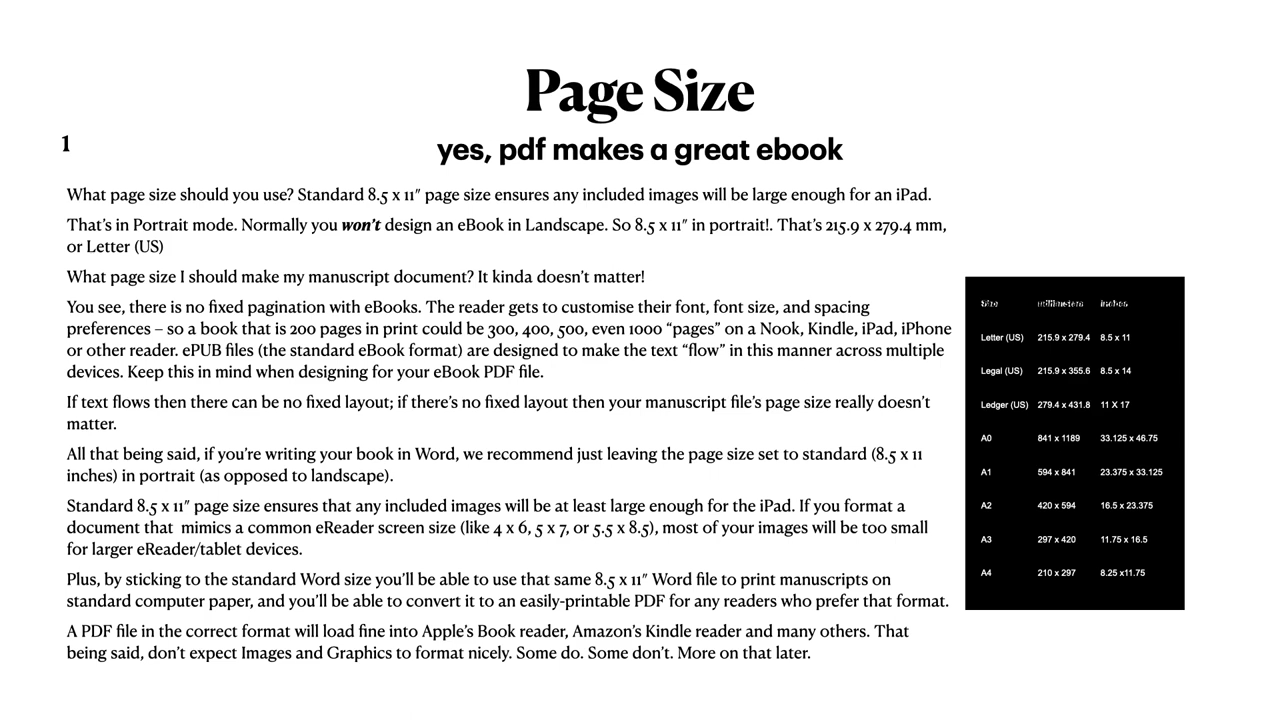 Page Size
1
yes, pdf makes a great ebook
What page size should you use? Standard 8.5 x 11″ page size ensures any included images will be large enough for an iPad.
That’s in Portrait mode. Normally you won’t design an eBook in Landscape. So 8.5 x 11″ in portrait!. That’s 215.9 x 279.4 mm,
or Letter (US)
What page size I should make my manuscript document? It kinda doesn’t matter!
You see, there is no fixed pagination with eBooks. The reader gets to customise their font, font size, and spacing
preferences – so a book that is 200 pages in print could be 300, 400, 500, even 1000 “pages” on a Nook, Kindle, iPad, iPhone
or other reader. ePUB files (the standard eBook format) are designed to make the text “flow” in this manner across multiple
devices. Keep this in mind when designing for your eBook PDF file.
If text flows then there can be no fixed layout; if there’s no fixed layout then your manuscript file’s page size really doesn’t
matter.
All that being said, if you’re writing your book in Word, we recommend just leaving the page size set to standard (8.5 x 11
inches) in portrait (as opposed to landscape).
Standard 8.5 x 11″ page size ensures that any included images will be at least large enough for the iPad. If you format a
document that  mimics a common eReader screen size (like 4 x 6, 5 x 7, or 5.5 x 8.5), most of your images will be too small
for larger eReader/tablet devices.
Plus, by sticking to the standard Word size you’ll be able to use that same 8.5 x 11″ Word file to print manuscripts on
standard computer paper, and you’ll be able to convert it to an easily-printable PDF for any readers who prefer that format.
A PDF file in the correct format will load fine into Apple’s Book reader, Amazon’s Kindle reader and many others. That
being said, don’t expect Images and Graphics to format nicely. Some do. Some don’t. More on that later.
Size millimeters inches
Letter (US) 215.9 x 279.4 8.5 x 11
Legal (US) 215.9 x 355.6 8.5 x 14
Ledger (US) 279.4 x 431.8 11 X 17
A0 841 x 1189 33.125 x 46.75
A1 594 x 841 23.375 x 33.125
A2 420 x 594 16.5 x 23.375
A3 297 x 420 11.75 x 16.5
A4 210 x 297 8.25 x11.75